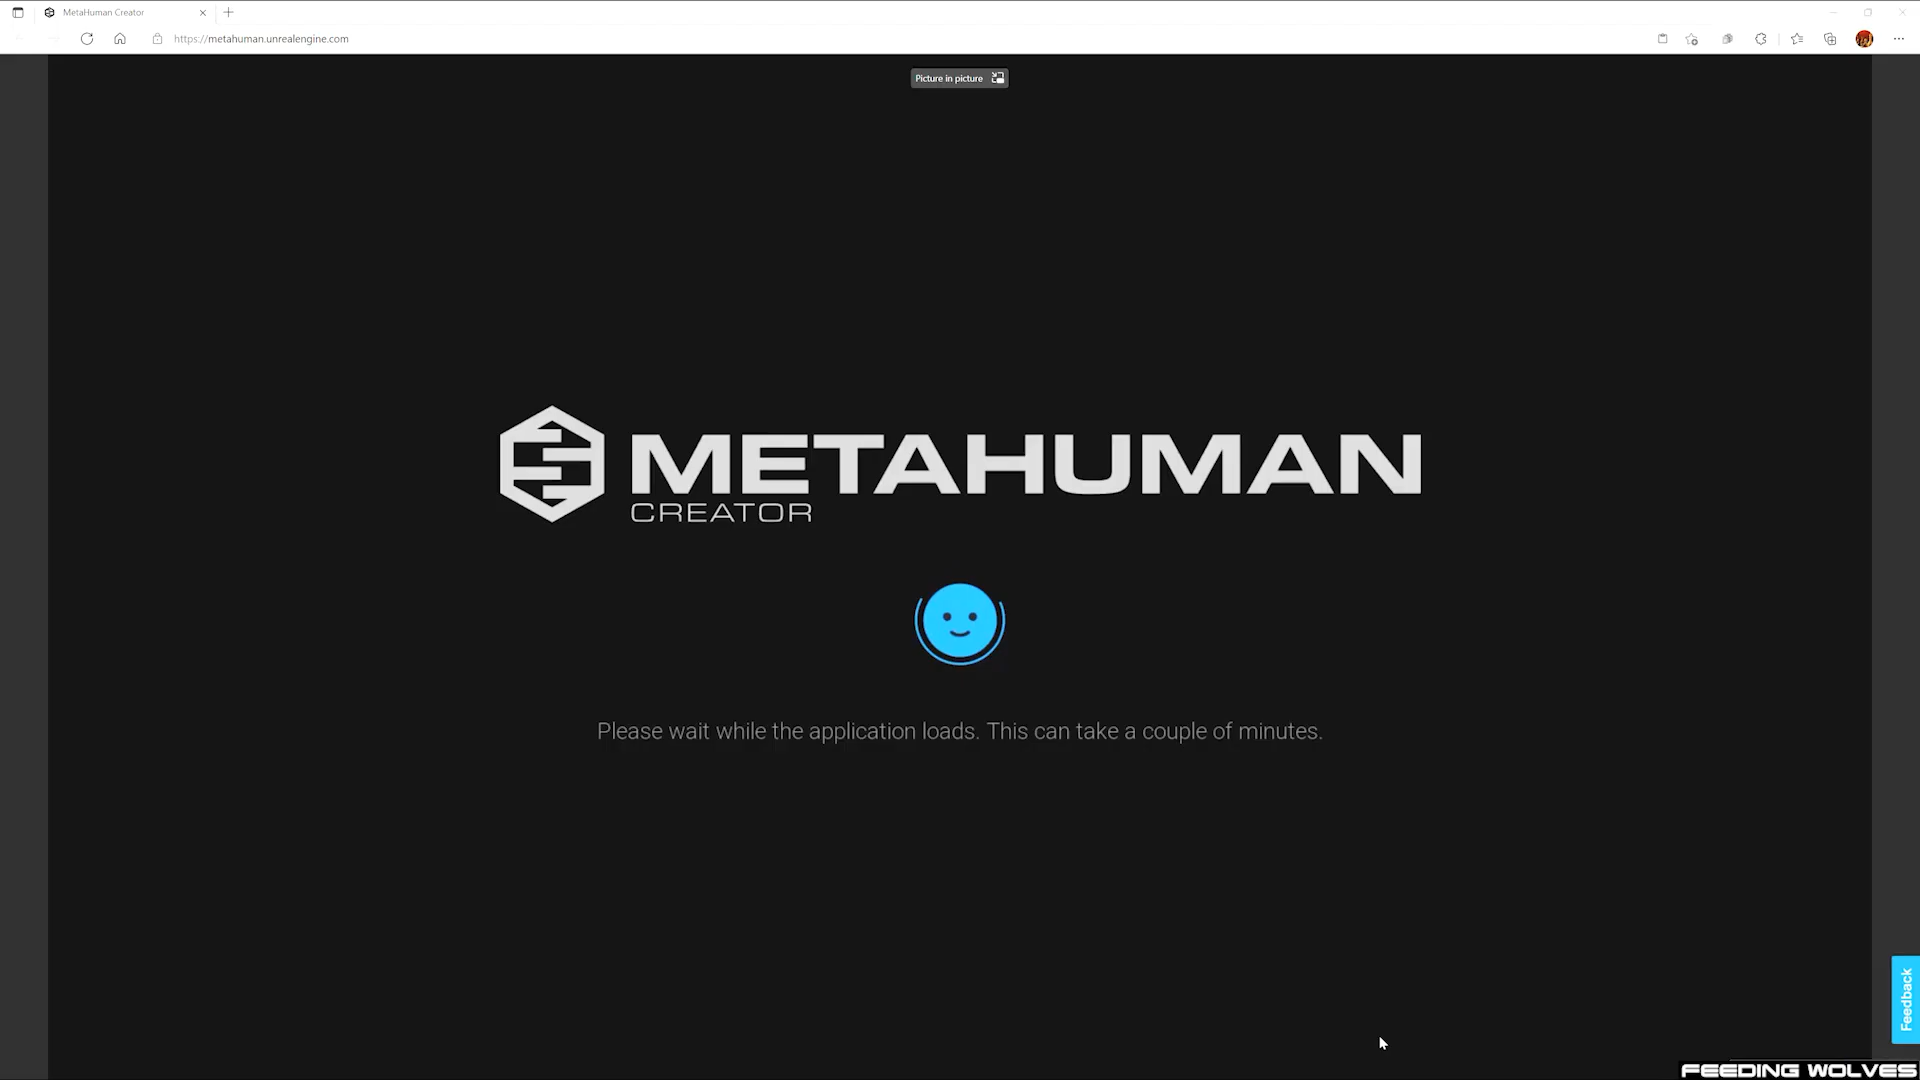 MetaHuman Creator
https://metahuman.unrealengine.com
Picture in picture
METAHUMAN
CREATOR
Please wait while the application loads. This can take a couple of minutes.
Feedback
FEEDING WOLVES